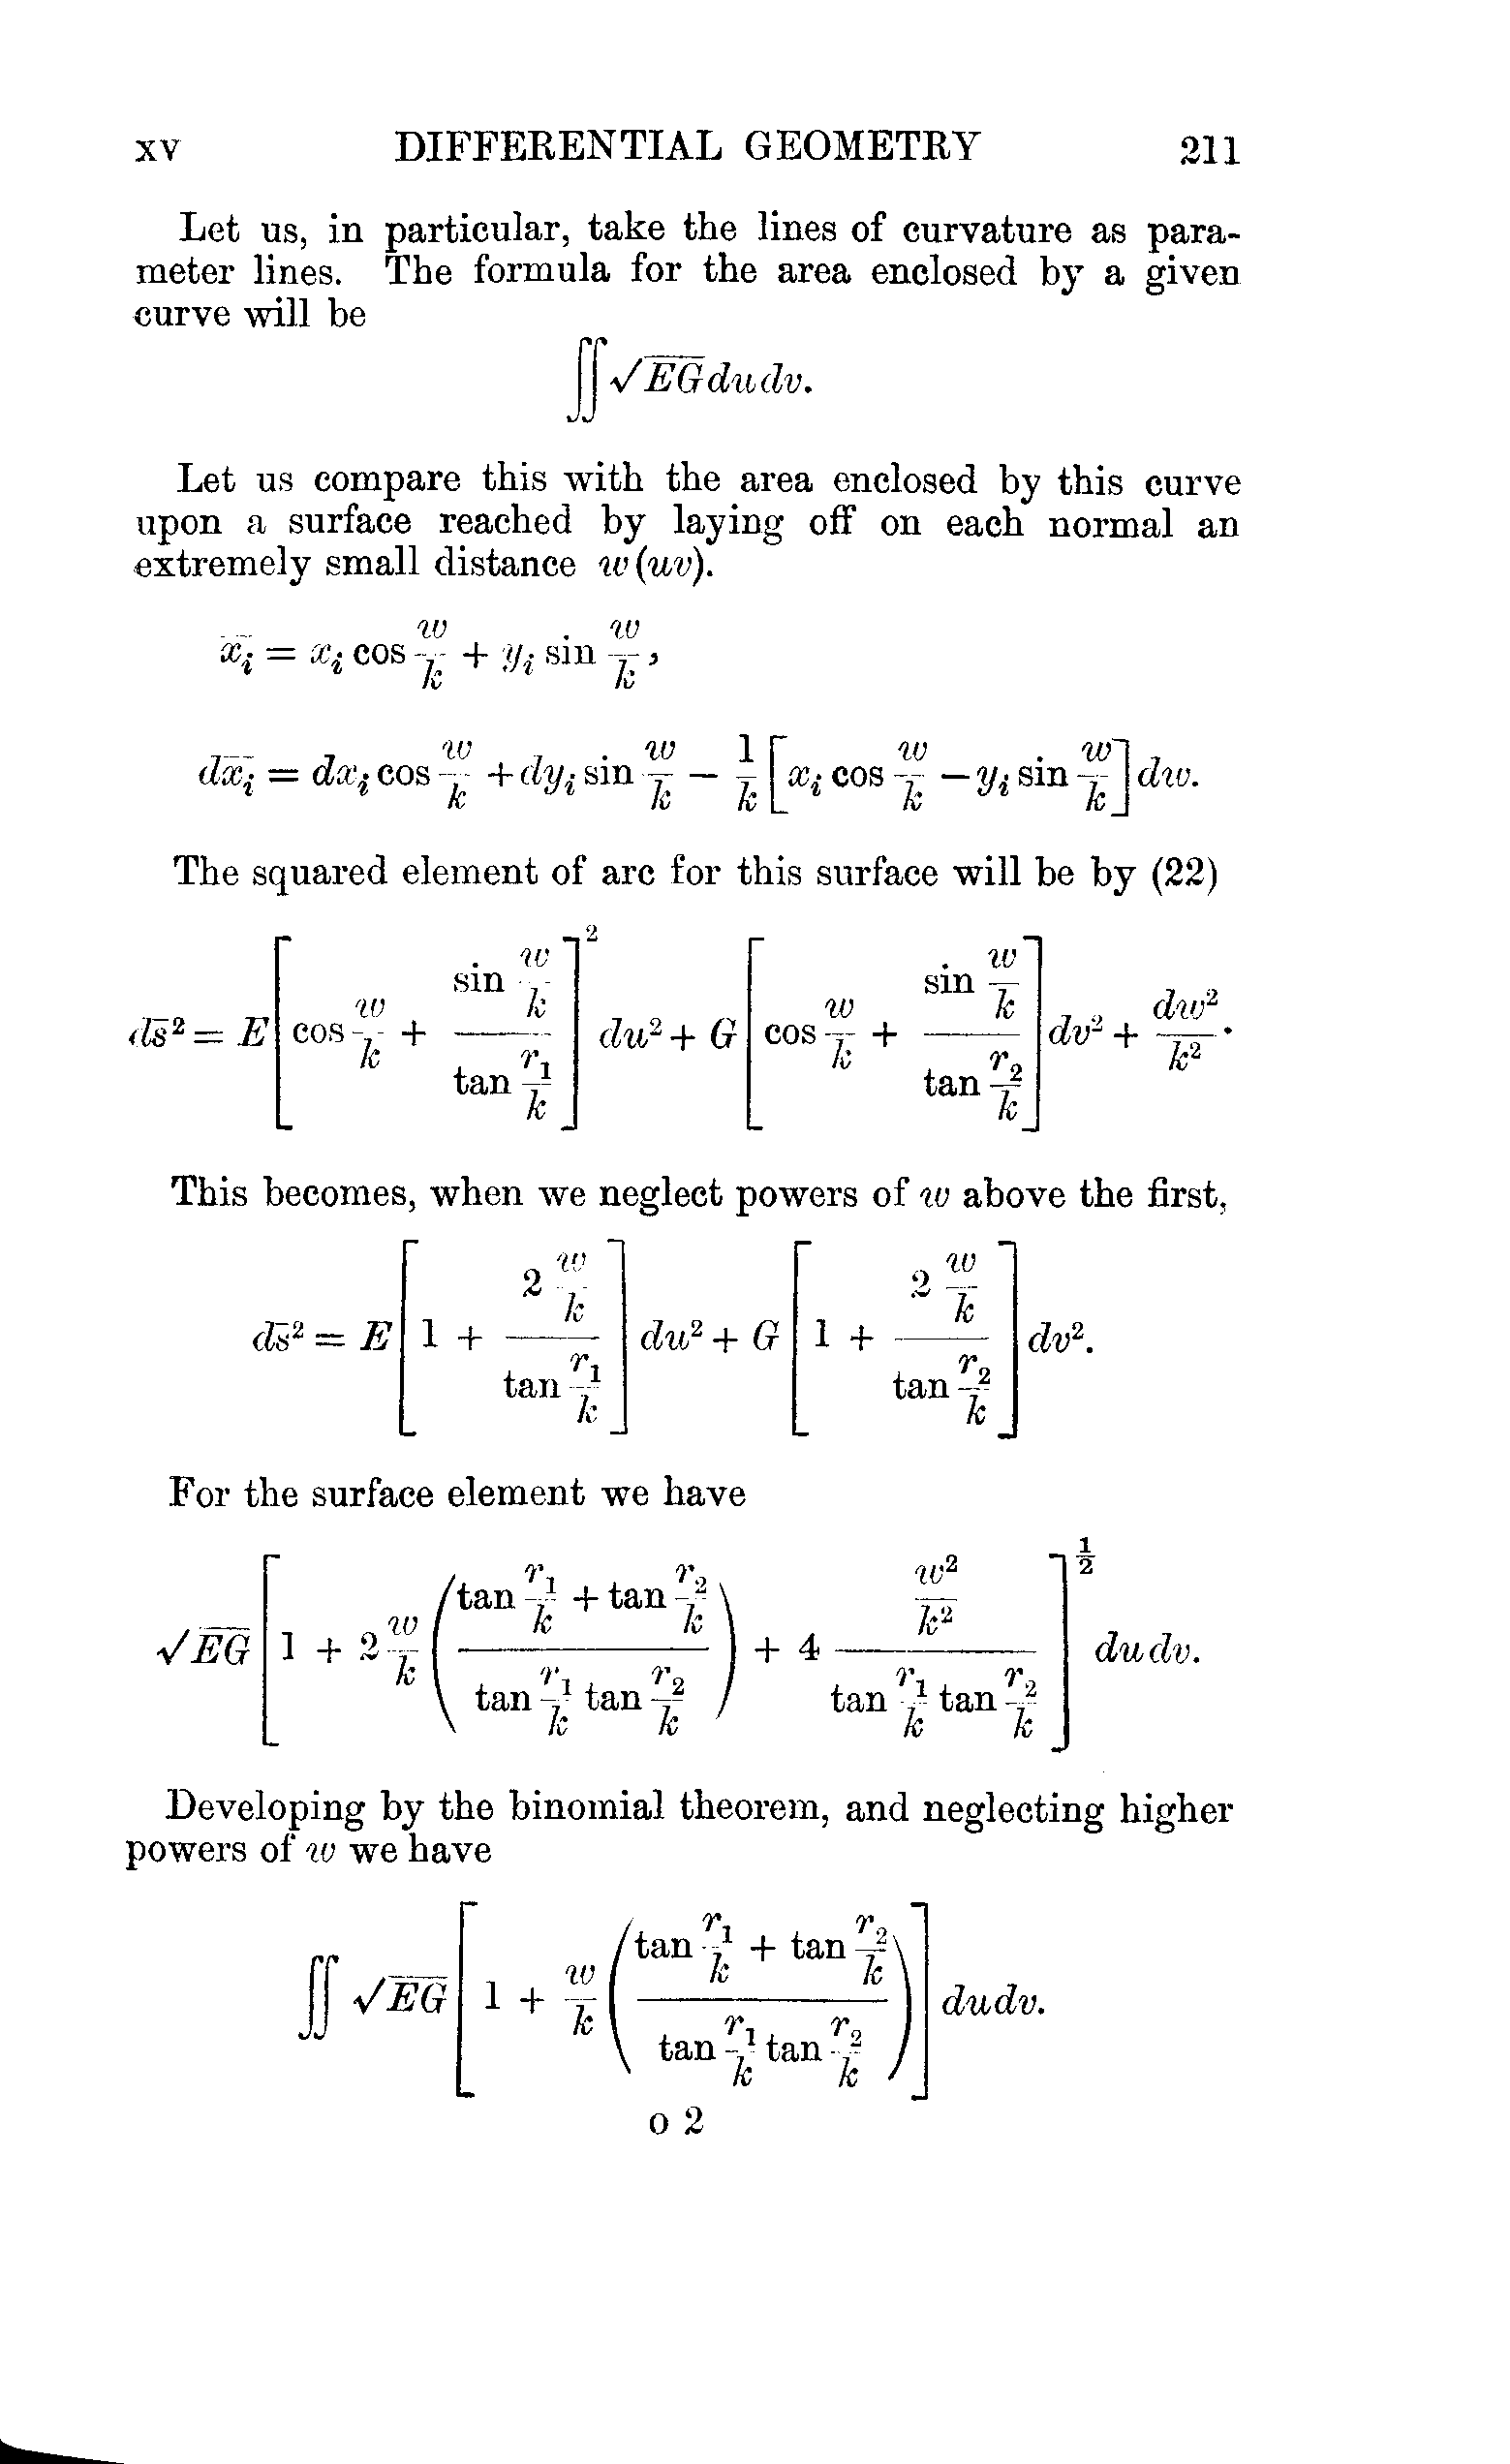 XV DIFFERENTIAL GEOMETRY 211
Let us, in particular, take the lines of curvature as para-
meter lines. The formula for the area enclosed by a given
curve will be
$\iint \sqrt{EG}\,du\,dv.$
Let us compare this with the area enclosed by this curve
upon a surface reached by laying off on each normal an
extremely small distance $w(uv)$.
$\overline{x_i} = x_i \cos\frac{w}{k} + y_i \sin\frac{w}{k},$
$d\overline{x_i} = dx_i \cos\frac{w}{k} + dy_i \sin\frac{w}{k} - \frac{1}{k}\left[x_i \cos\frac{w}{k} - y_i \sin\frac{w}{k}\right]dw.$
The squared element of arc for this surface will be by (22)
$d\bar{s}^2 = E\left[\cos\frac{w}{k} + \frac{\sin\frac{w}{k}}{\tan\frac{r_1}{k}}\right]^2 du^2 + G\left[\cos\frac{w}{k} + \frac{\sin\frac{w}{k}}{\tan\frac{r_2}{k}}\right]dv^2 + \frac{dw^2}{k^2}.$
This becomes, when we neglect powers of $w$ above the first,
$d\bar{s}^2 = E\left[1 + \frac{2\frac{w}{k}}{\tan\frac{r_1}{k}}\right]du^2 + G\left[1 + \frac{2\frac{w}{k}}{\tan\frac{r_2}{k}}\right]dv^2.$
For the surface element we have
$\sqrt{EG}\left[1 + 2\frac{w}{k}\left(\frac{\tan\frac{r_1}{k} + \tan\frac{r_2}{k}}{\tan\frac{r_1}{k}\tan\frac{r_2}{k}}\right) + 4\frac{\frac{w^2}{k^2}}{\tan\frac{r_1}{k}\tan\frac{r_2}{k}}\right]^{\frac{1}{2}} du\,dv.$
Developing by the binomial theorem, and neglecting higher
powers of $w$ we have
$\iint \sqrt{EG}\left[1 + \frac{w}{k}\left(\frac{\tan\frac{r_1}{k} + \tan\frac{r_2}{k}}{\tan\frac{r_1}{k}\tan\frac{r_2}{k}}\right)\right]du\,dv.$
O 2